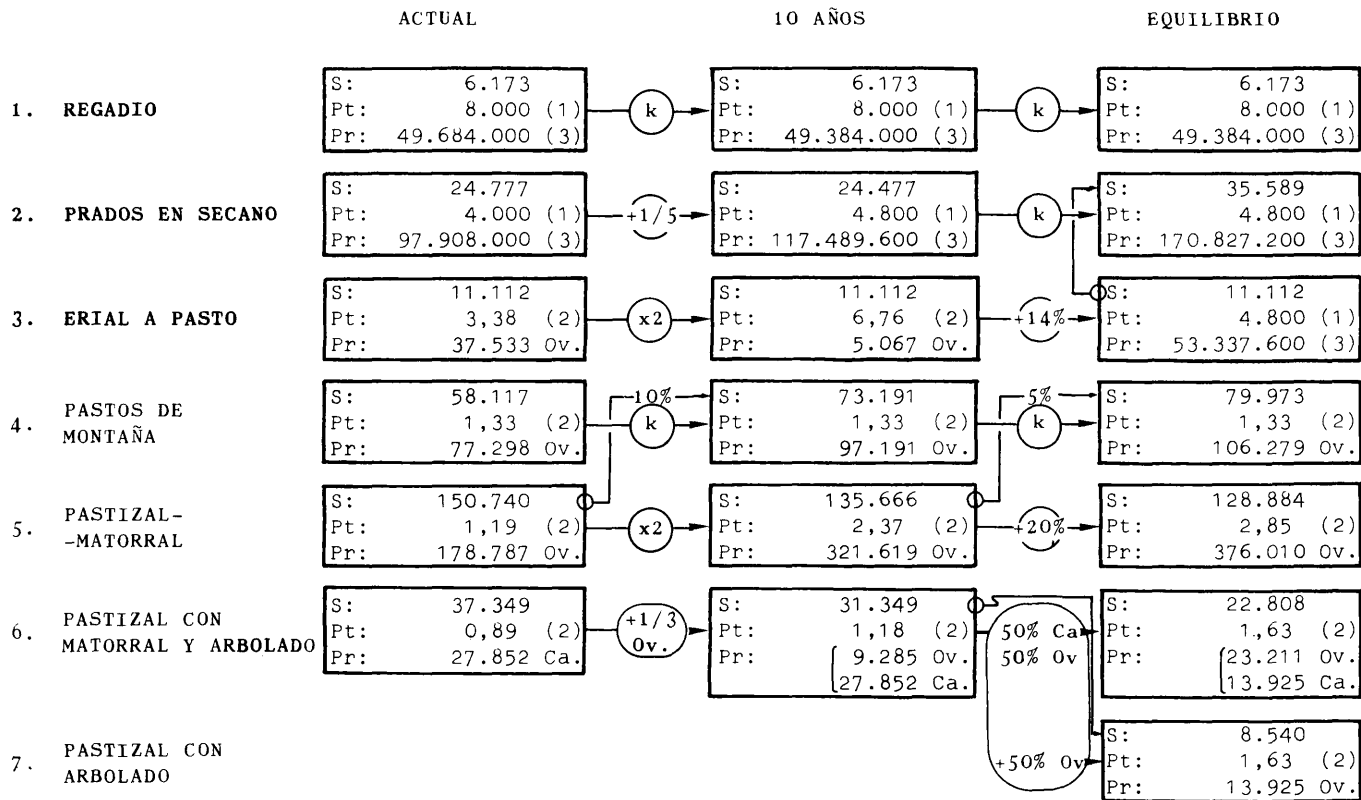 ACTUAL 10 AÑOS EQUILIBRIO
S: 6.173 S: 6.173 S: 6.173
1. REGADIO Pt: 8.000 (1) k Pt: 8.000 (1) k Pt: 8.000 (1)
Pr: 49.684.000 (3) Pr: 49.384.000 (3) Pr: 49.384.000 (3)
S: 24.777 S: 24.477 S: 35.589
2. PRADOS EN SECANO Pt: 4.000 (1) +1/5 Pt: 4.800 (1) k Pt: 4.800 (1)
Pr: 97.908.000 (3) Pr: 117.489.600 (3) Pr: 170.827.200 (3)
S: 11.112 S: 11.112 S: 11.112
3. ERIAL A PASTO Pt: 3,38 (2) x2 Pt: 6,76 (2) +14% Pt: 4.800 (1)
Pr: 37.533 Ov. Pr: 5.067 Ov. Pr: 53.337.600 (3)
S: 58.117 10% S: 73.191 5% S: 79.973
4. PASTOS DE MONTAÑA Pt: 1,33 (2) k Pt: 1,33 (2) k Pt: 1,33 (2)
Pr: 77.298 Ov. Pr: 97.191 Ov. Pr: 106.279 Ov.
S: 150.740 S: 135.666 S: 128.884
5. PASTIZAL- -MATORRAL Pt: 1,19 (2) x2 Pt: 2,37 (2) +20% Pt: 2,85 (2)
Pr: 178.787 Ov. Pr: 321.619 Ov. Pr: 376.010 Ov.
S: 37.349 S: 31.349 S: 22.808
6. PASTIZAL CON MATORRAL Y ARBOLADO Pt: 0,89 (2) +1/3 Ov. Pt: 1,18 (2) 50% Ca Pt: 1,63 (2)
Pr: 27.852 Ca. Pr: 9.285 Ov. 50% Ov Pr: 23.211 Ov.
27.852 Ca. 13.925 Ca.
S: 8.540
7. PASTIZAL CON ARBOLADO +50% Ov Pt: 1,63 (2)
Pr: 13.925 Ov.